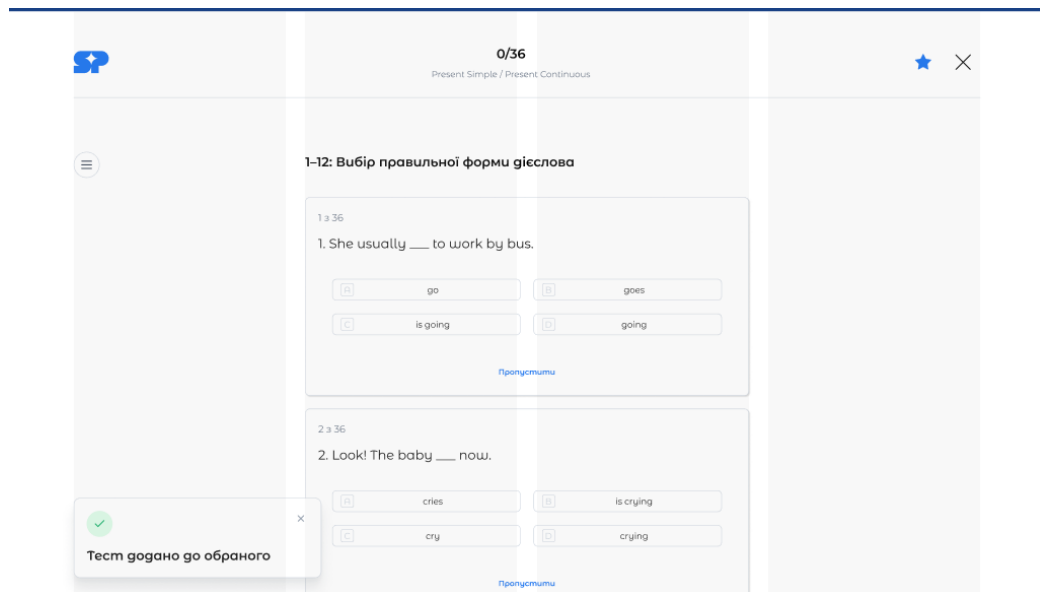 SP
0/36
Present Simple / Present Continuous
1–12: Вибір правильної форми дієслова
1 з 36
1. She usually ___ to work by bus.
A go
B goes
C is going
D going
Пропустити
2 з 36
2. Look! The baby ___ now.
A cries
B is crying
C cry
D crying
Пропустити
Тест додано до обраного